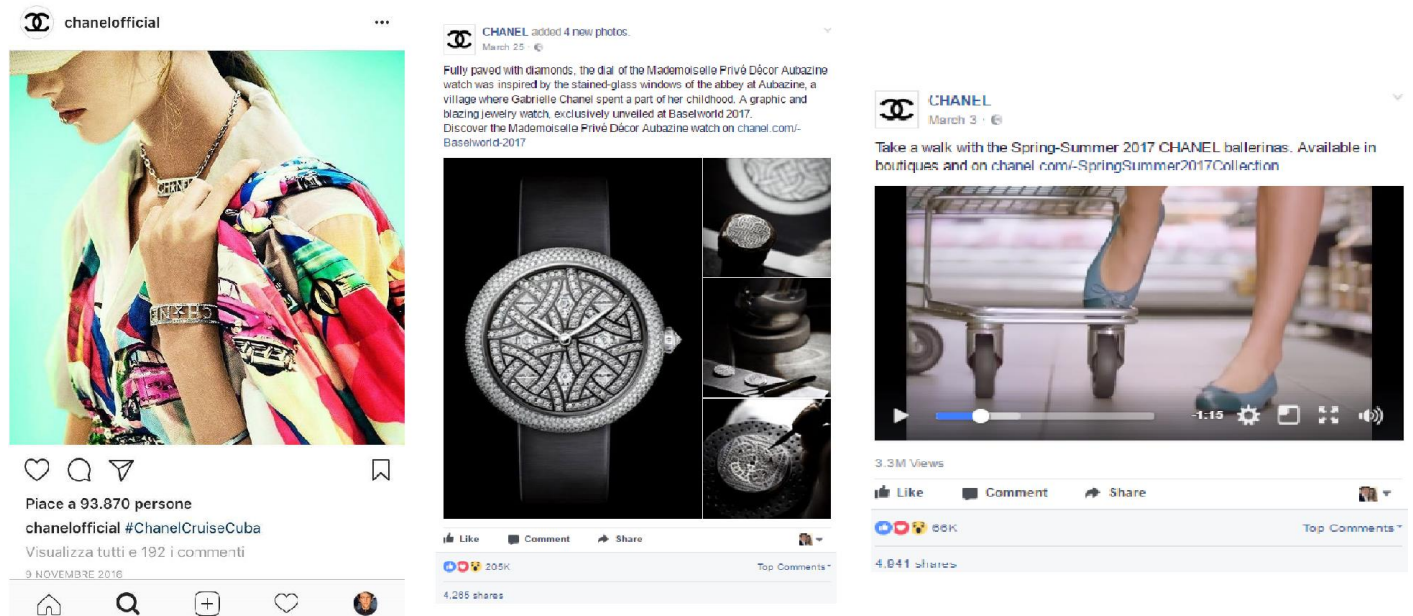 chanelofficial
CHANEL
CHANEL
Piace a 93.870 persone
chanelofficial #ChanelCruiseCuba
Visualizza tutti e 192 i commenti
9 NOVEMBRE 2016
CHANEL added 4 new photos.
March 25
Fully paved with diamonds, the dial of the Mademoiselle Privé Décor Aubazine
watch was inspired by the stained-glass windows of the abbey at Aubazine, a
village where Gabrielle Chanel spent a part of her childhood. A graphic and
blazing jewelry watch, exclusively unveiled at Baselworld 2017.
Discover the Mademoiselle Privé Décor Aubazine watch on chanel.com/-
Baselworld-2017
Like Comment Share
205K Top Comments
4,265 shares
CHANEL
March 3
Take a walk with the Spring-Summer 2017 CHANEL ballerinas. Available in
boutiques and on chanel.com/-SpringSummer2017Collection
-1:15
3.3M Views
Like Comment Share
66K Top Comments
4,941 shares